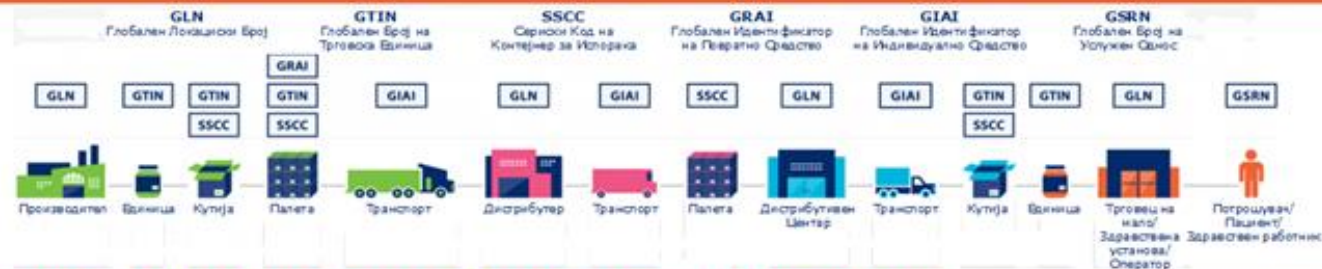 GLN
Глобален Локациски Број
GTIN
Глобален Број на
Трговска Единица
SSCC
Сериски Код на
Контејнер за Испорака
GRAI
Глобален Идентификатор
на Повратно Средство
GIAI
Глобален Идентификатор
на Индивидуално Средство
GSRN
Глобален Број на
Услужен Однос
GRAI
GLN
GTIN
GTIN
GTIN
GIAI
GLN
GIAI
SSCC
GLN
GIAI
GTIN
GTIN
GLN
GSRN
SSCC
SSCC
SSCC
Производител
Единица
Кутија
Палета
Транспорт
Дистрибутер
Транспорт
Палета
Дистрибутивен
Центар
Транспорт
Кутија
Единица
Трговец на
мало/
Здравствена
установа/
Оператор
Потрошувач/
Пациент/
Здравствен работник